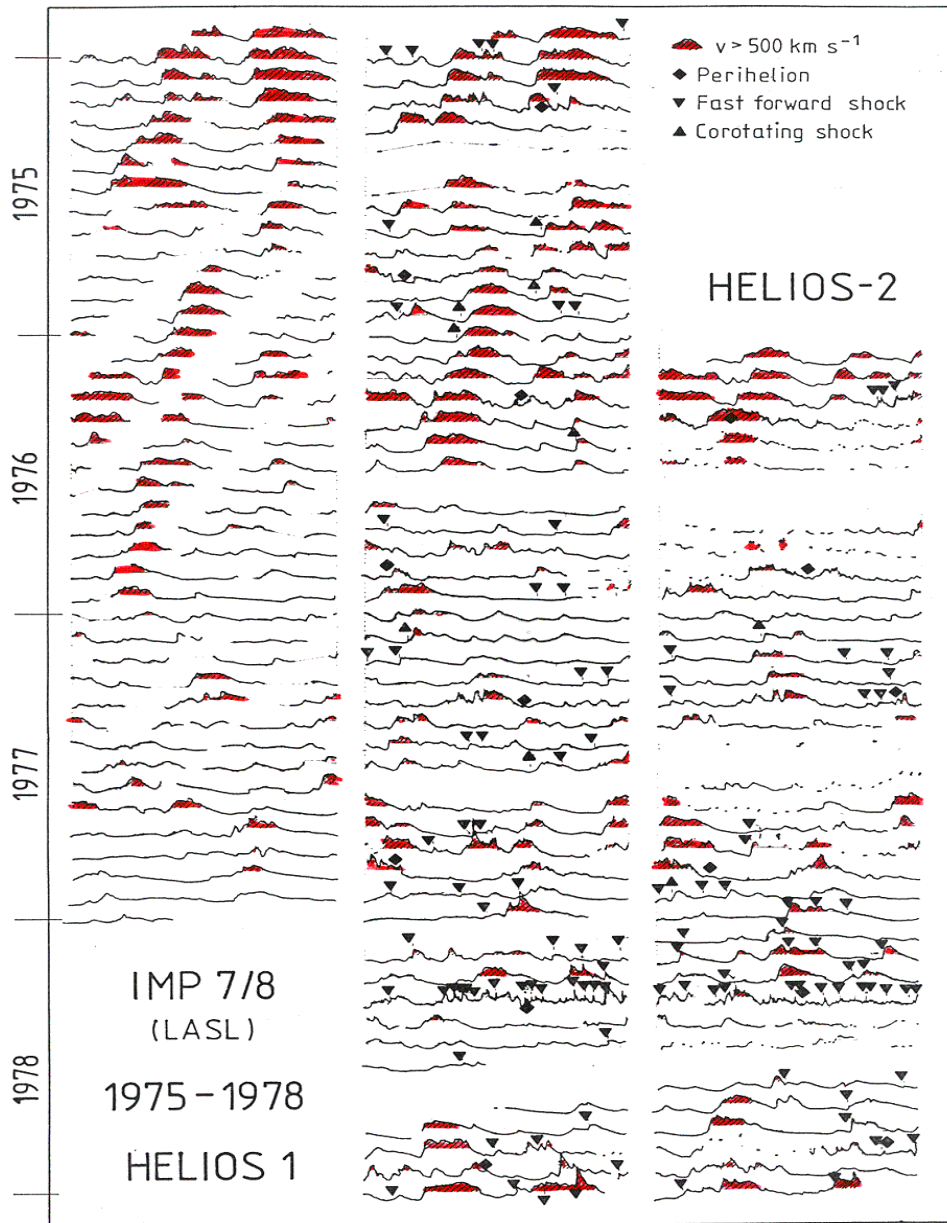 v > 500 km s⁻¹
Perihelion
Fast forward shock
Corotating shock
1975
HELIOS-2
1976
1977
IMP 7/8
(LASL)
1978
1975-1978
HELIOS 1